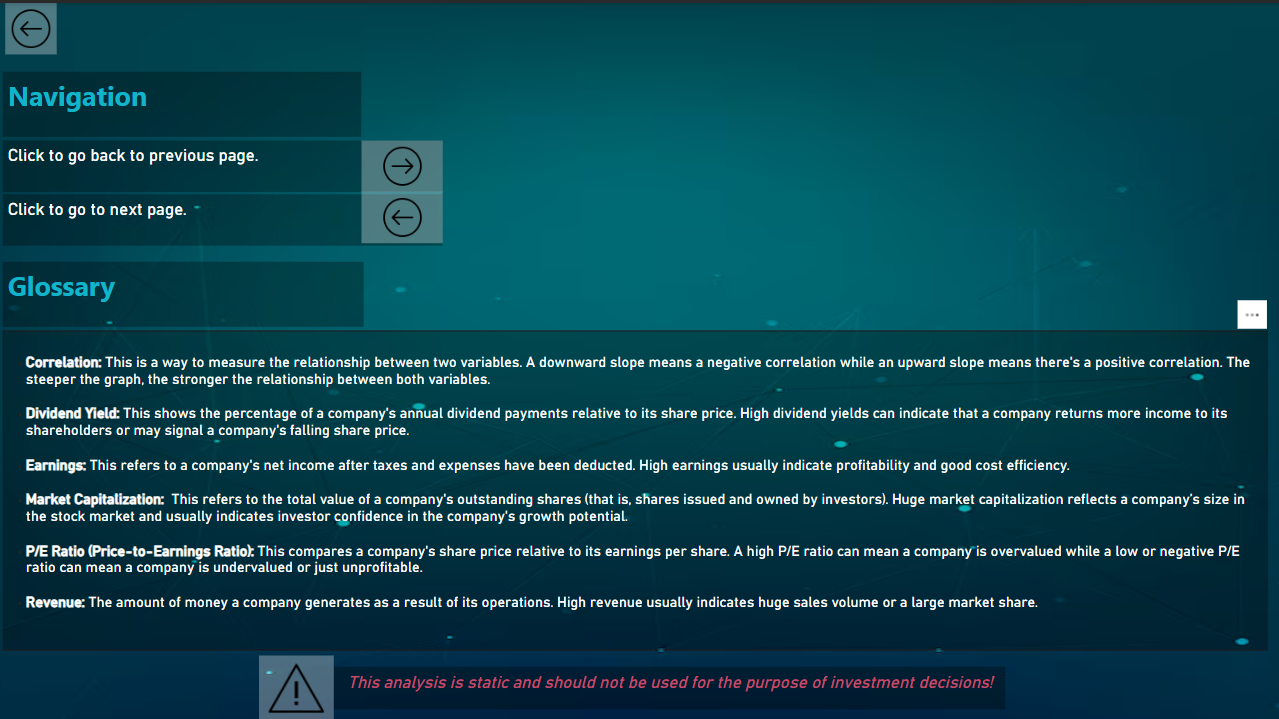 Navigation
Click to go back to previous page.
Click to go to next page.
Glossary
Correlation: This is a way to measure the relationship between two variables. A downward slope means a negative correlation while an upward slope means there's a positive correlation. The
steeper the graph, the stronger the relationship between both variables.
Dividend Yield: This shows the percentage of a company's annual dividend payments relative to its share price. High dividend yields can indicate that a company returns more income to its
shareholders or may signal a company's falling share price.
Earnings: This refers to a company's net income after taxes and expenses have been deducted. High earnings usually indicate profitability and good cost efficiency.
Market Capitalization:  This refers to the total value of a company's outstanding shares (that is, shares issued and owned by investors). Huge market capitalization reflects a company's size in
the stock market and usually indicates investor confidence in the company's growth potential.
P/E Ratio (Price-to-Earnings Ratio): This compares a company's share price relative to its earnings per share. A high P/E ratio can mean a company is overvalued while a low or negative P/E
ratio can mean a company is undervalued or just unprofitable.
Revenue: The amount of money a company generates as a result of its operations. High revenue usually indicates huge sales volume or a large market share.
This analysis is static and should not be used for the purpose of investment decisions!